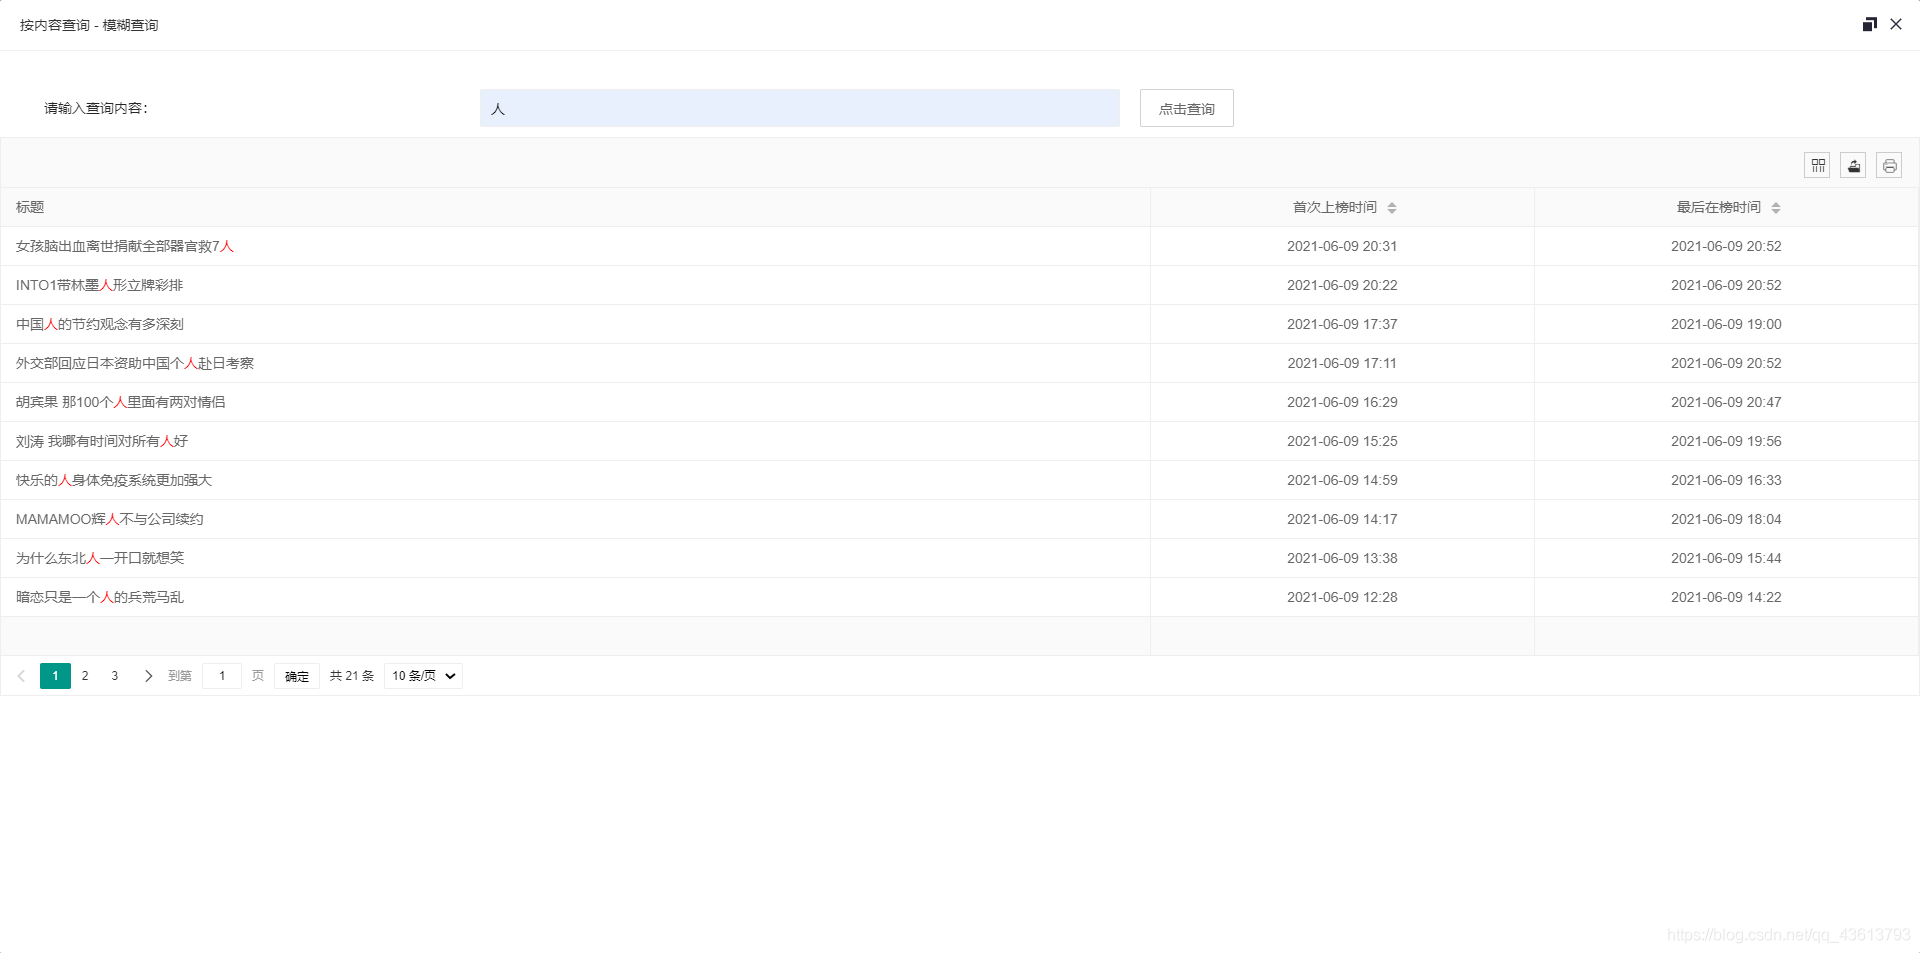 按内容查询 - 模糊查询
请输入查询内容：
人
点击查询
标题 首次上榜时间 最后在榜时间
女孩脑出血离世捐献全部器官救7人 2021-06-09 20:31 2021-06-09 20:52
INTO1带林墨人形立牌彩排 2021-06-09 20:22 2021-06-09 20:52
中国人的节约观念有多深刻 2021-06-09 17:37 2021-06-09 19:00
外交部回应日本资助中国个人赴日考察 2021-06-09 17:11 2021-06-09 20:52
胡宾果 那100个人里面有两对情侣 2021-06-09 16:29 2021-06-09 20:47
刘涛 我哪有时间对所有人好 2021-06-09 15:25 2021-06-09 19:56
快乐的人身体免疫系统更加强大 2021-06-09 14:59 2021-06-09 16:33
MAMAMOO辉人不与公司续约 2021-06-09 14:17 2021-06-09 18:04
为什么东北人一开口就想笑 2021-06-09 13:38 2021-06-09 15:44
暗恋只是一个人的兵荒马乱 2021-06-09 12:28 2021-06-09 14:22
1 2 3 到第 1 页 确定 共 21 条 10 条/页
https://blog.csdn.net/qq_43613793